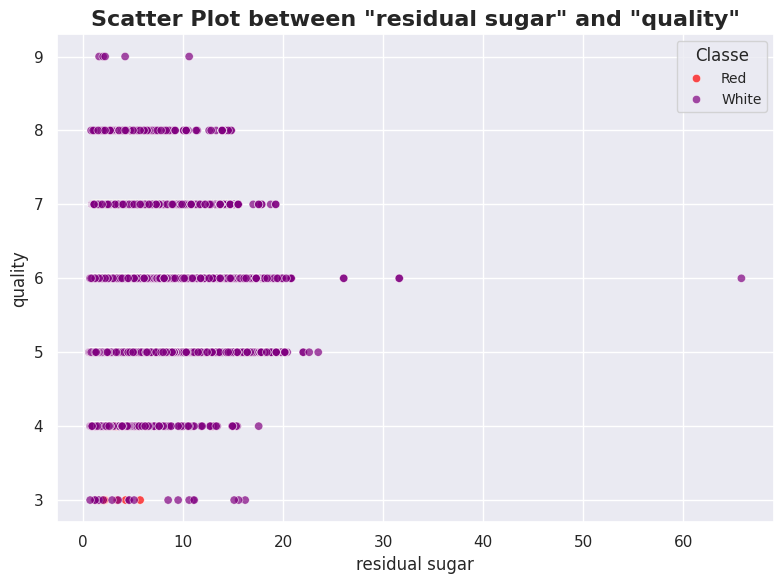 Scatter Plot between "residual sugar" and "quality"
Classe
Red
White
quality
9
8
7
6
5
4
3
0 10 20 30 40 50 60
residual sugar